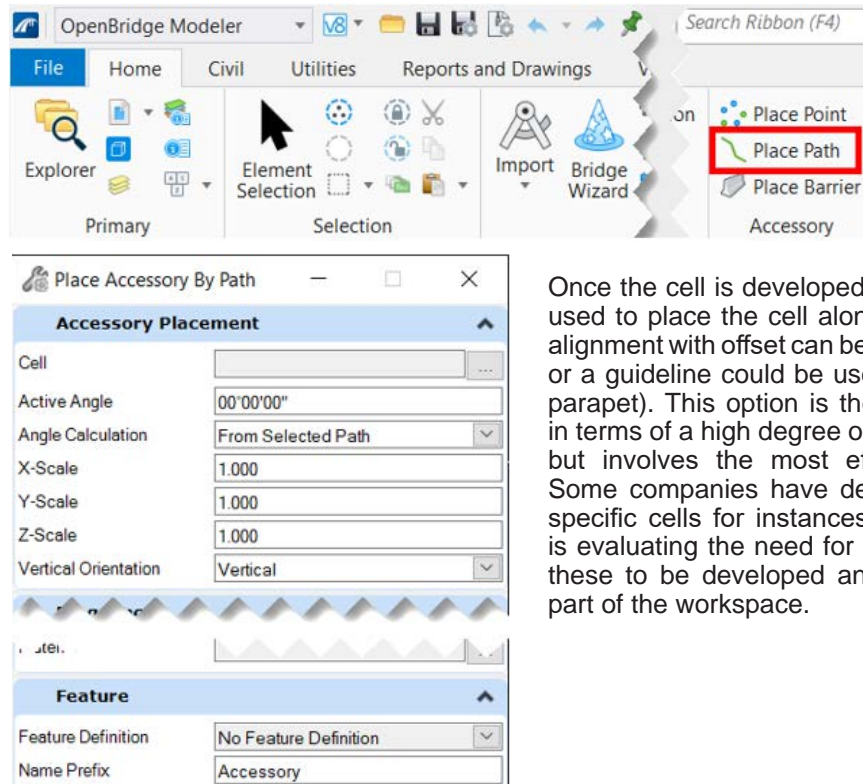 OpenBridge Modeler
V8
Search Ribbon (F4)
File Home Civil Utilities Reports and Drawings
Explorer
Element Selection
Import
Bridge Wizard
Place Point
Place Path
Place Barrier
Primary
Selection
Accessory
Place Accessory By Path
Accessory Placement
Cell ...
Active Angle 00°00'00"
Angle Calculation From Selected Path
X-Scale 1.000
Y-Scale 1.000
Z-Scale 1.000
Vertical Orientation Vertical
Feature
Feature Definition No Feature Definition
Name Prefix Accessory
Once the cell is developed
used to place the cell
alignment with offset can be
or a guideline could be
parapet). This option is
in terms of a high degree
but involves the most
Some companies have
specific cells for instances
is evaluating the need for
these to be developed
part of the workspace.